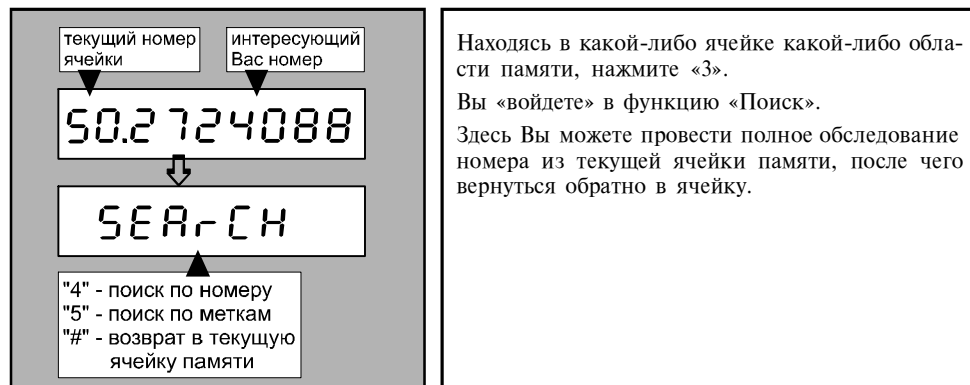 текущий номер
ячейки
интересующий
Вас номер
50.2724088
SEArCH
"4" - поиск по номеру
"5" - поиск по меткам
"#" - возврат в текущую
ячейку памяти
Находясь в какой-либо ячейке какой-либо обла-
сти памяти, нажмите «3».
Вы «войдете» в функцию «Поиск».
Здесь Вы можете провести полное обследование
номера из текущей ячейки памяти, после чего
вернуться обратно в ячейку.